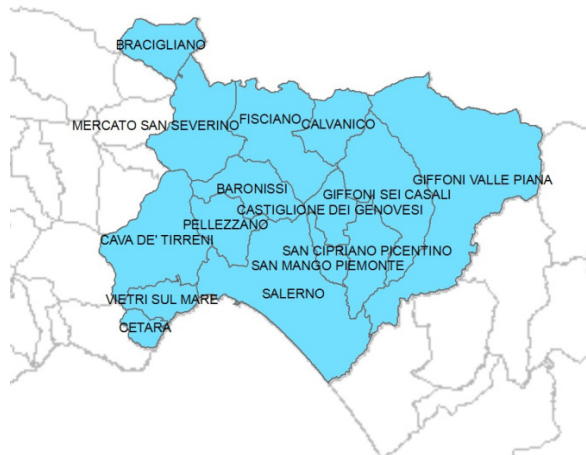 BRACIGLIANO
MERCATO SAN SEVERINO
FISCIANO
CALVANICO
BARONISSI
GIFFONI SEI CASALI
GIFFONI VALLE PIANA
CASTIGLIONE DEI GENOVESI
PELLEZZANO
CAVA DE' TIRRENI
SAN CIPRIANO PICENTINO
SAN MANGO PIEMONTE
SALERNO
VIETRI SUL MARE
CETARA